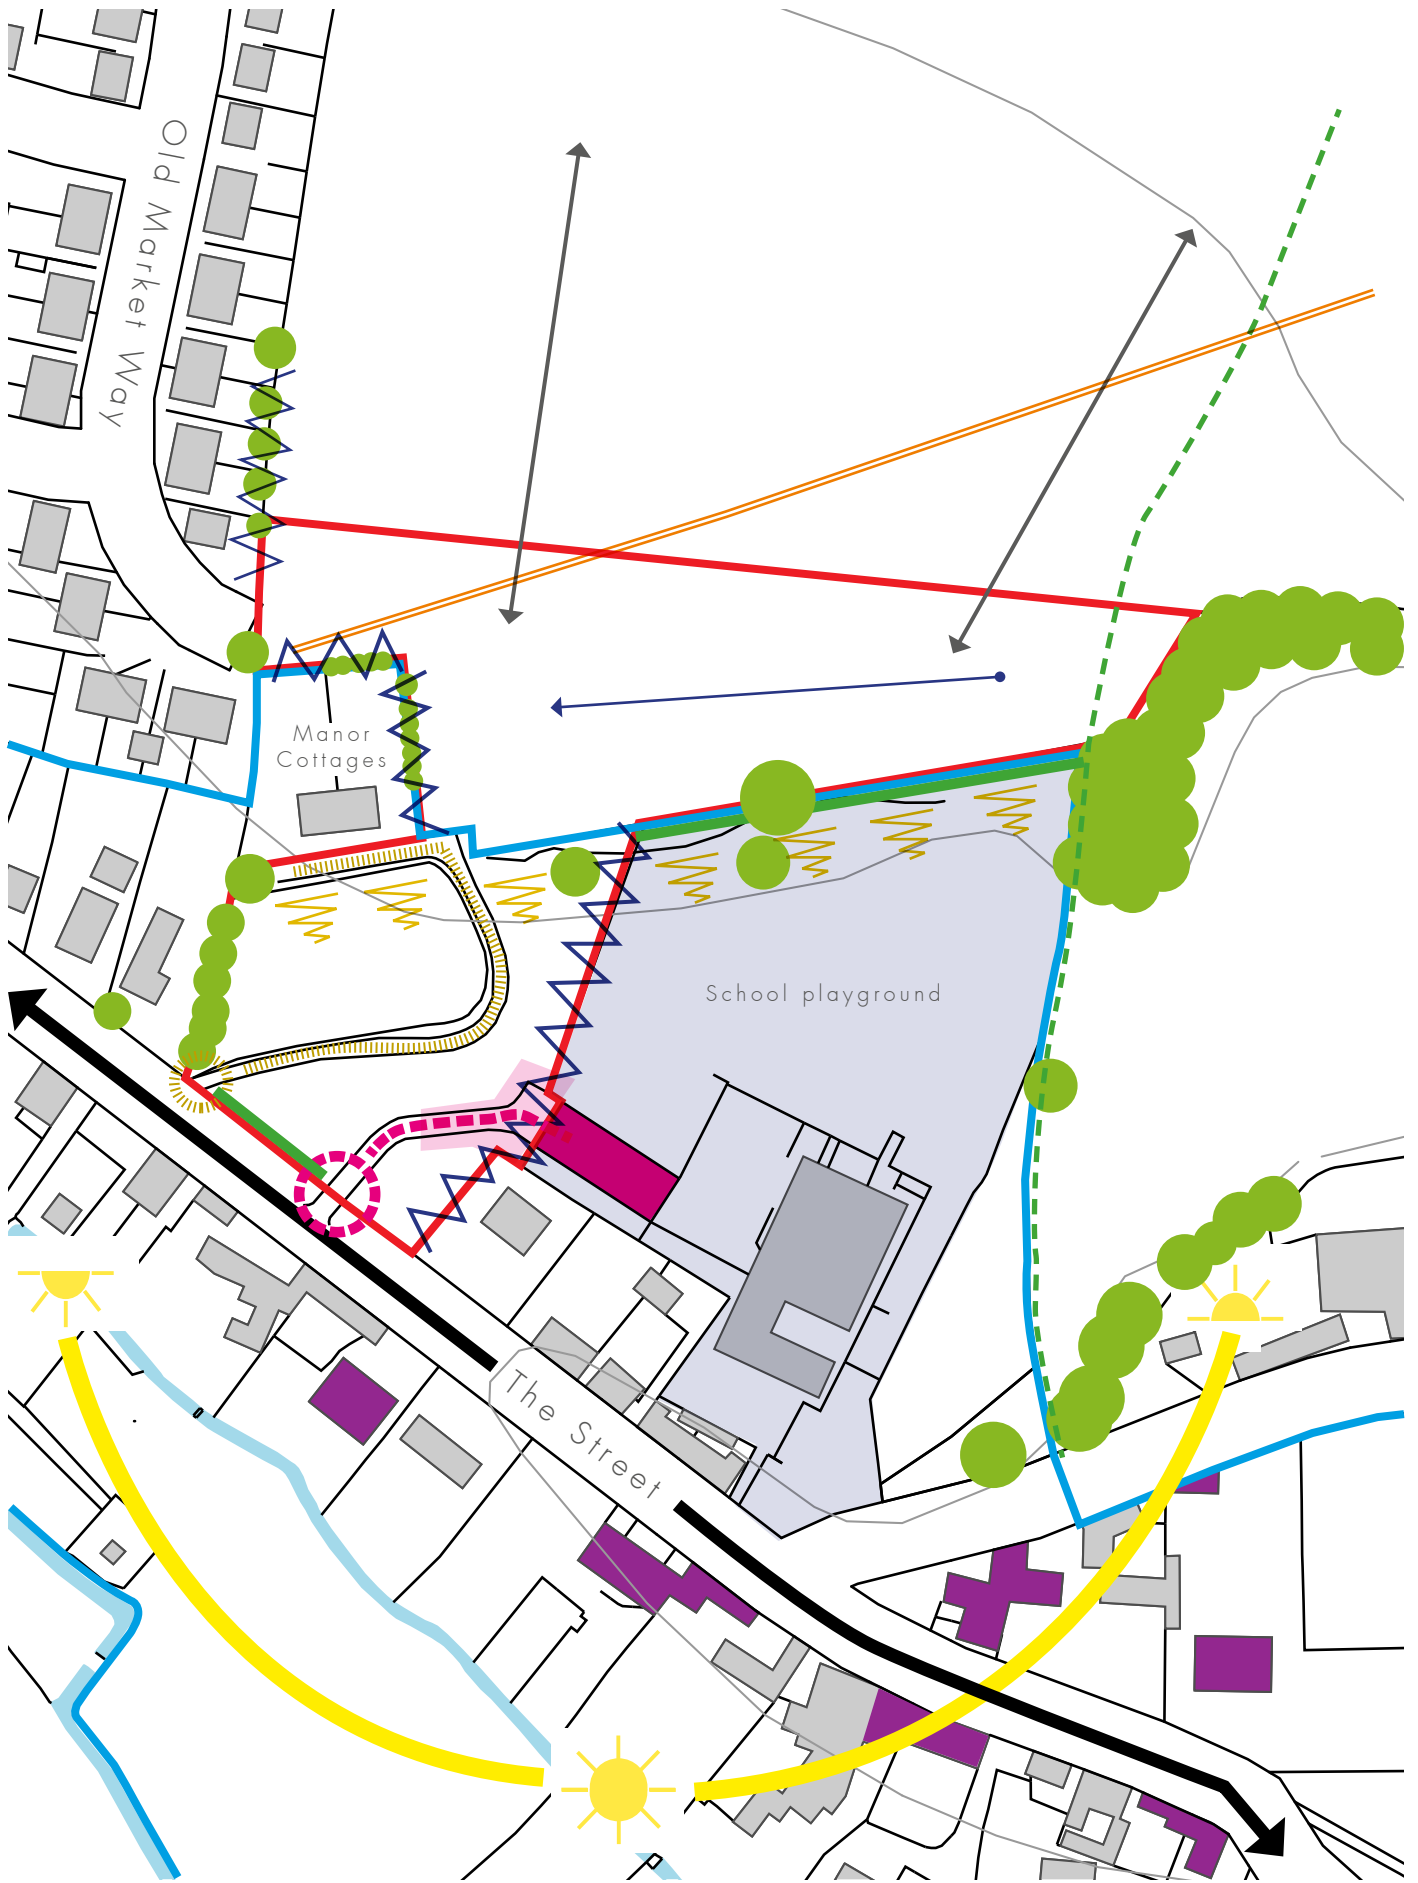 Old Market Way
Manor
Cottages
School playground
The Street